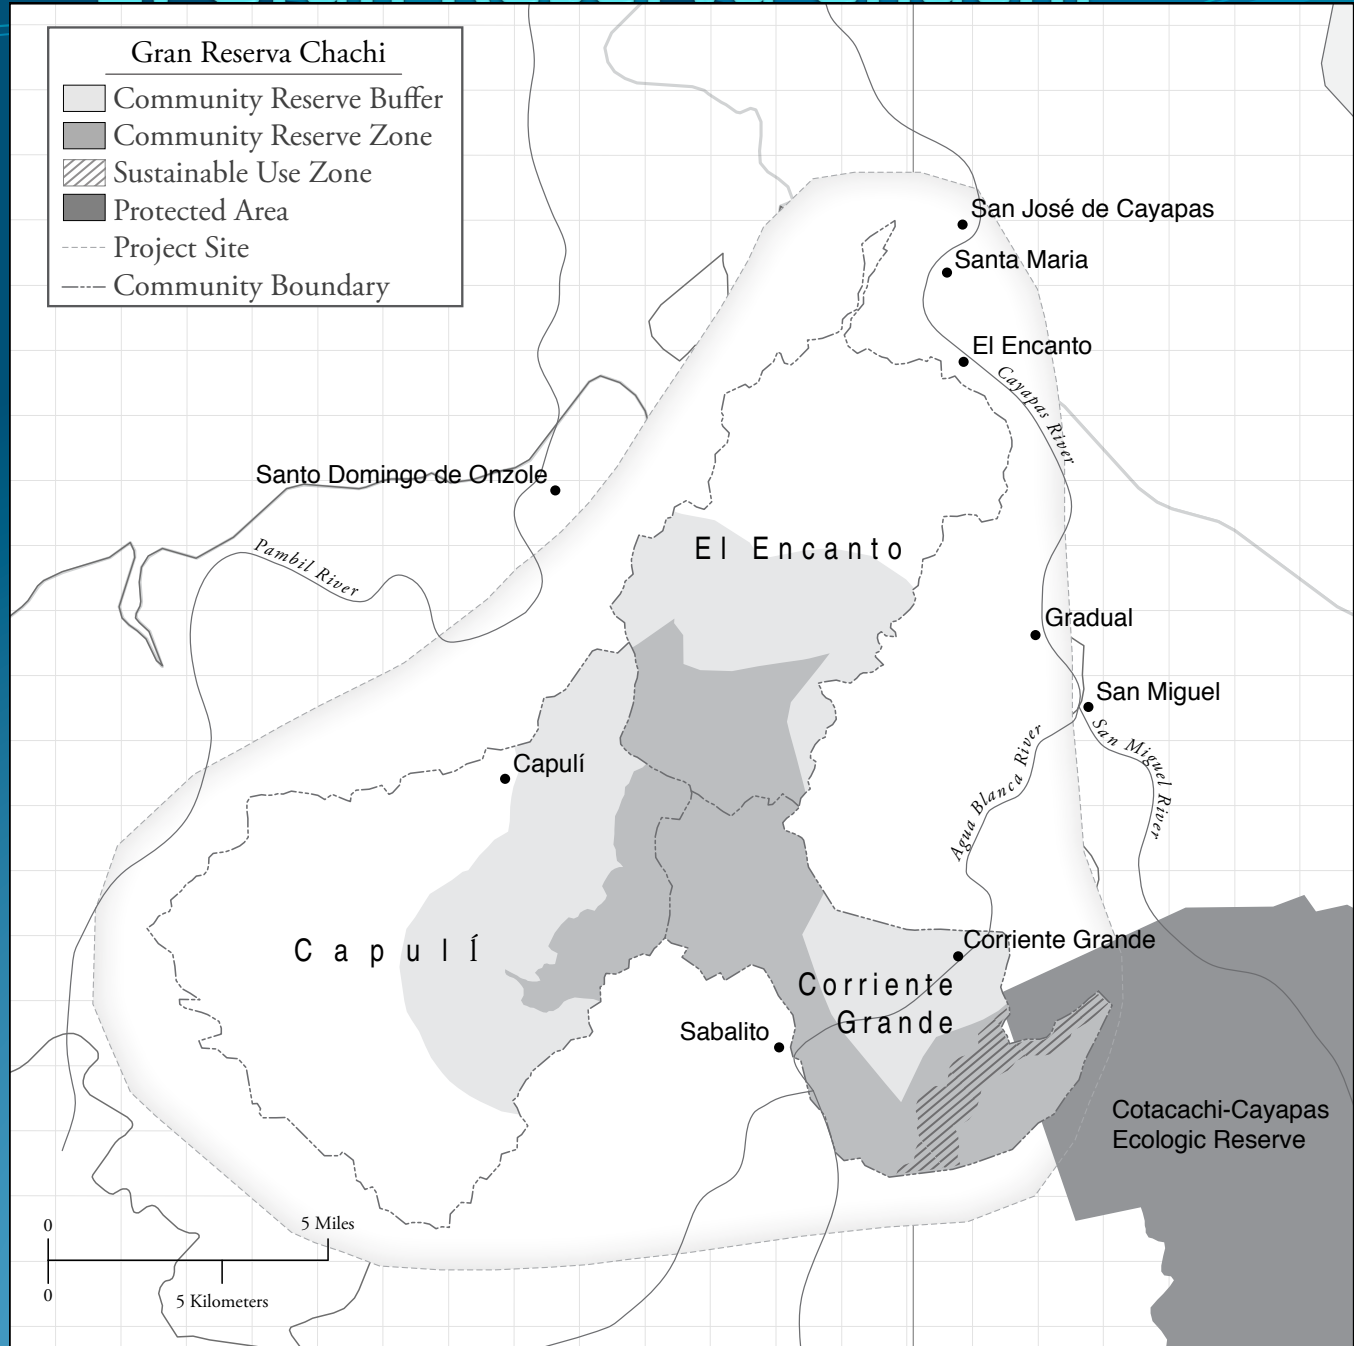 Gran Reserva Chachi
Community Reserve Buffer
Community Reserve Zone
Sustainable Use Zone
Protected Area
Project Site
Community Boundary
San José de Cayapas
Santa Maria
El Encanto
Cayapas River
Santo Domingo de Onzole
Pambil River
El Encanto
Gradual
San Miguel
San Miguel River
Agua Blanca River
Capulí
Capulí
Corriente Grande
Corriente
Grande
Sabalito
Cotacachi-Cayapas
Ecologic Reserve
0
5 Miles
0
5 Kilometers